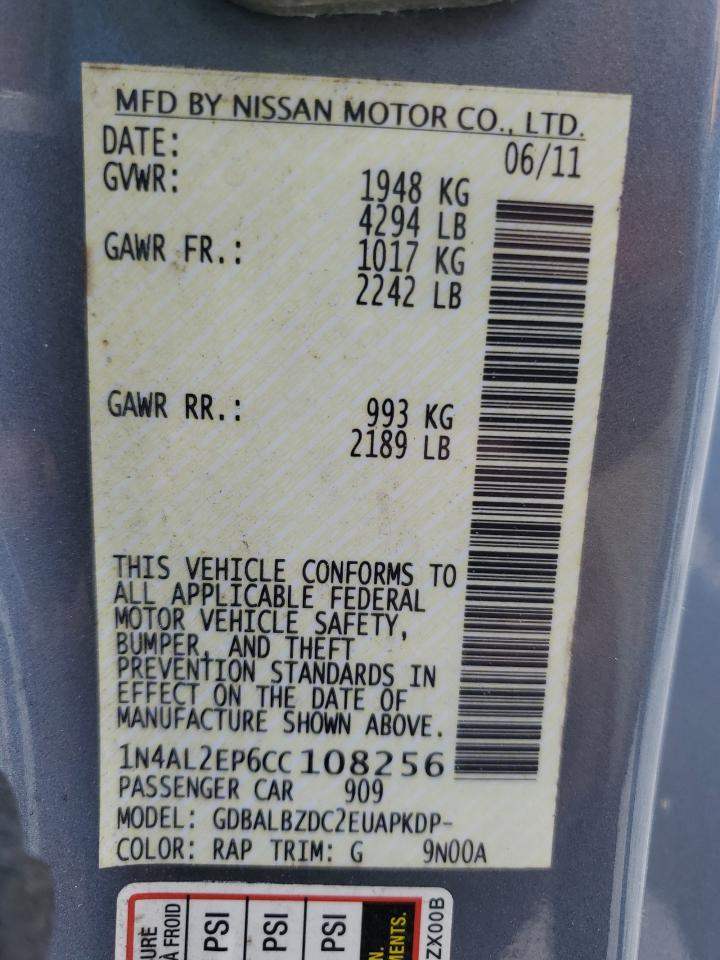 MFD BY NISSAN MOTOR CO., LTD.
DATE: 06/11
GVWR: 1948 KG
4294 LB
GAWR FR.: 1017 KG
2242 LB
GAWR RR.: 993 KG
2189 LB
THIS VEHICLE CONFORMS TO
ALL APPLICABLE FEDERAL
MOTOR VEHICLE SAFETY,
BUMPER, AND THEFT
PREVENTION STANDARDS IN
EFFECT ON THE DATE OF
MANUFACTURE SHOWN ABOVE.
1N4AL2EP6CC108256
PASSENGER CAR 909
MODEL: GDBALBZDC2EUAPKDP-
COLOR: RAP TRIM: G 9N00A
À FROID
PSI
PSI
PSI
ZX00B